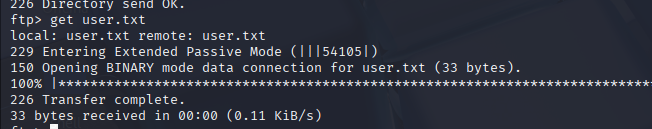 226 Directory send OK.
ftp> get user.txt
local: user.txt remote: user.txt
229 Entering Extended Passive Mode (|||54105|)
150 Opening BINARY mode data connection for user.txt (33 bytes).
100% |***********************************************************************************
226 Transfer complete.
33 bytes received in 00:00 (0.11 KiB/s)
ftp>